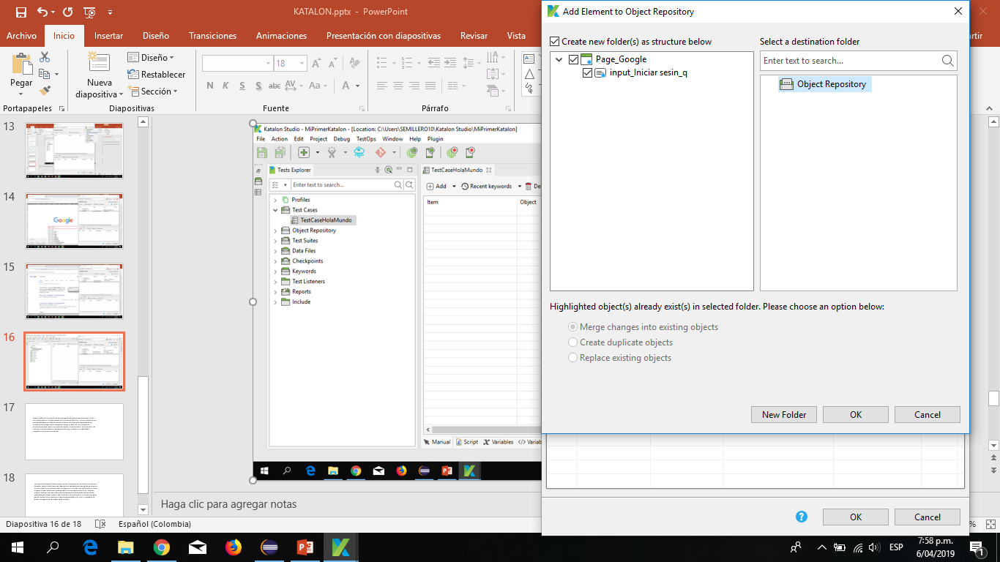 KATALON.pptx - PowerPoint
Archivo
Inicio
Insertar
Diseño
Transiciones
Animaciones
Presentación con diapositivas
Revisar
Vista
Pegar
Portapapeles
Nueva
diapositiva
Diseño
Restablecer
Sección
Diapositivas
18
N K S S abc AV Aa A
Fuente
Párrafo
13
14
Google
15
16
17
18
Katalon Studio - MiPrimerKatalon - [Location: C:\Users\SEMILLERO10\Katalon Studio\MiPrimerKatalon]
File Action Edit Project Debug TestOps Window Help Plugin
Tests Explorer
Enter text to search...
Profiles
Test Cases
TestCaseHolaMundo
Object Repository
Test Suites
Data Files
Checkpoints
Keywords
Test Listeners
Reports
Include
TestCaseHolaMundo
Add
Recent keywords
De
Item
Object
Manual
Script
Variables
Variab
Add Element to Object Repository
Create new folder(s) as structure below
Page_Google
input_Iniciar sesin_q
Select a destination folder
Enter text to search...
Object Repository
Highlighted object(s) already exist(s) in selected folder. Please choose an option below:
Merge changes into existing objects
Create duplicate objects
Replace existing objects
New Folder
OK
Cancel
OK
Cancel
rtir
Haga clic para agregar notas
Diapositiva 16 de 18
Español (Colombia)
%
ESP
7:58 p.m.
6/04/2019
1